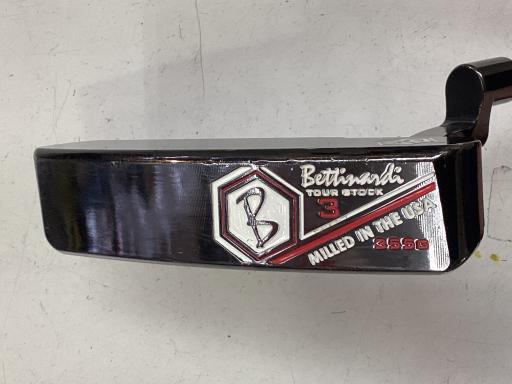 Bettinardi
TOUR STOCK
3
B
MILLED IN THE USA
355G